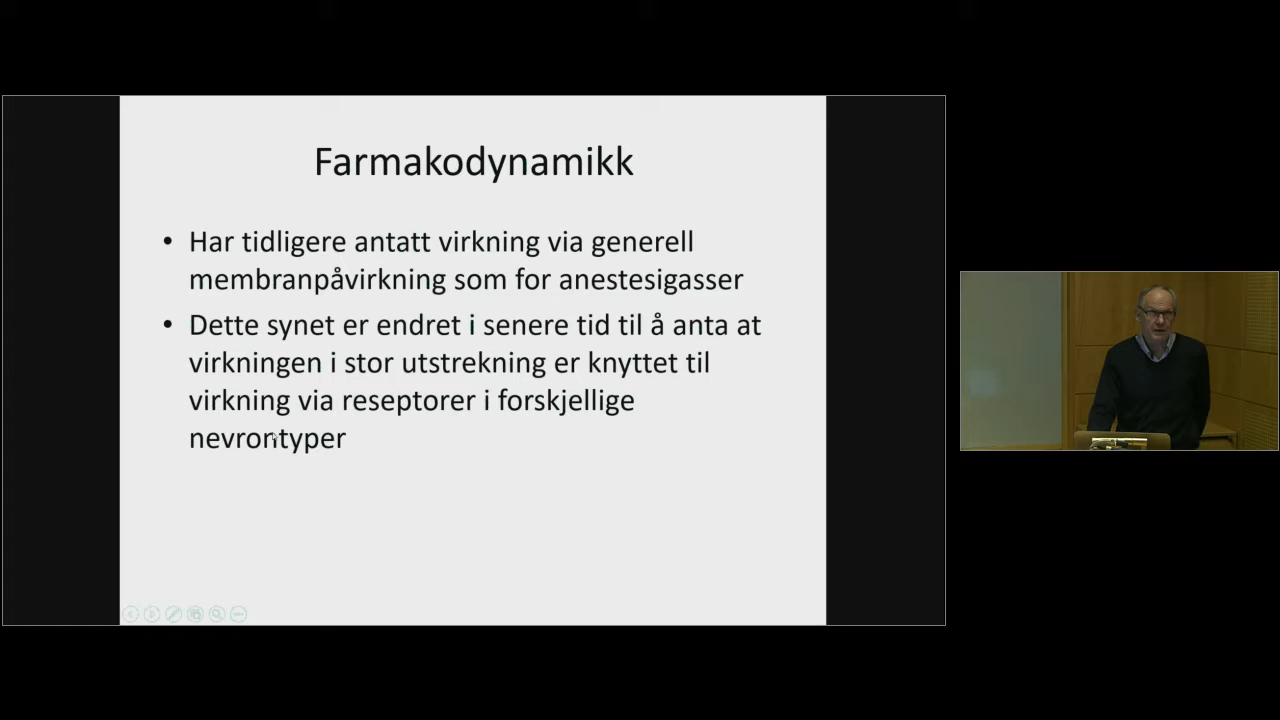 Farmakodynamikk
• Har tidligere antatt virkning via generell
membranpåvirkning som for anestesigasser
• Dette synet er endret i senere tid til å anta at
virkningen i stor utstrekning er knyttet til
virkning via reseptorer i forskjellige
nevrontyper